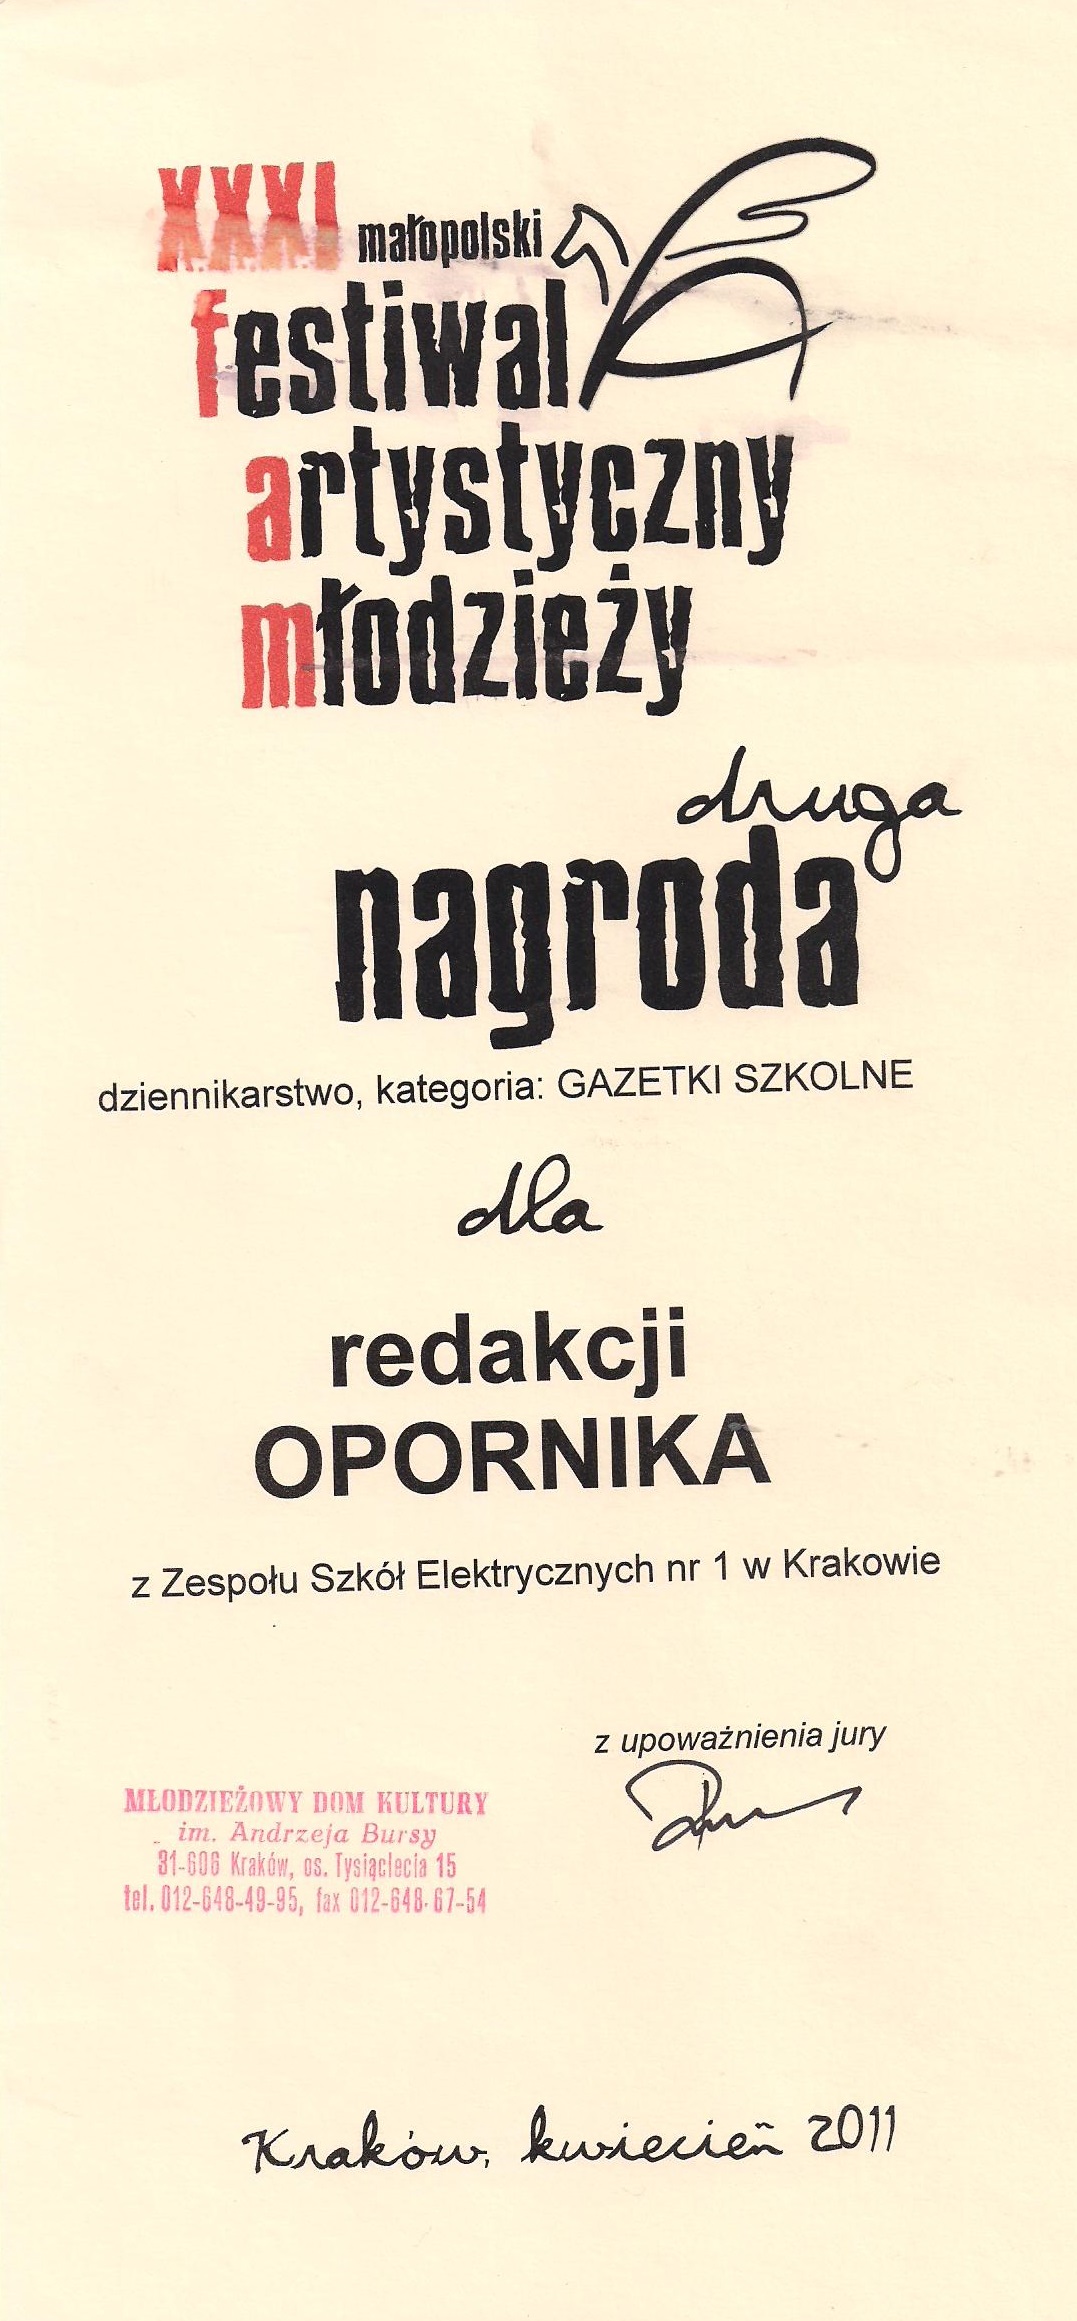 XXXI małopolski
festiwal
artystyczny
młodzieży
druga
nagroda
dziennikarstwo, kategoria: GAZETKI SZKOLNE
dla
redakcji
OPORNIKA
z Zespołu Szkół Elektrycznych nr 1 w Krakowie
z upoważnienia jury
MŁODZIEŻOWY DOM KULTURY
im. Andrzeja Bursy
31-606 Kraków, os. Tysiąclecia 15
tel. 012-648-49-95, fax 012-648-67-54
Kraków, kwiecień 2011